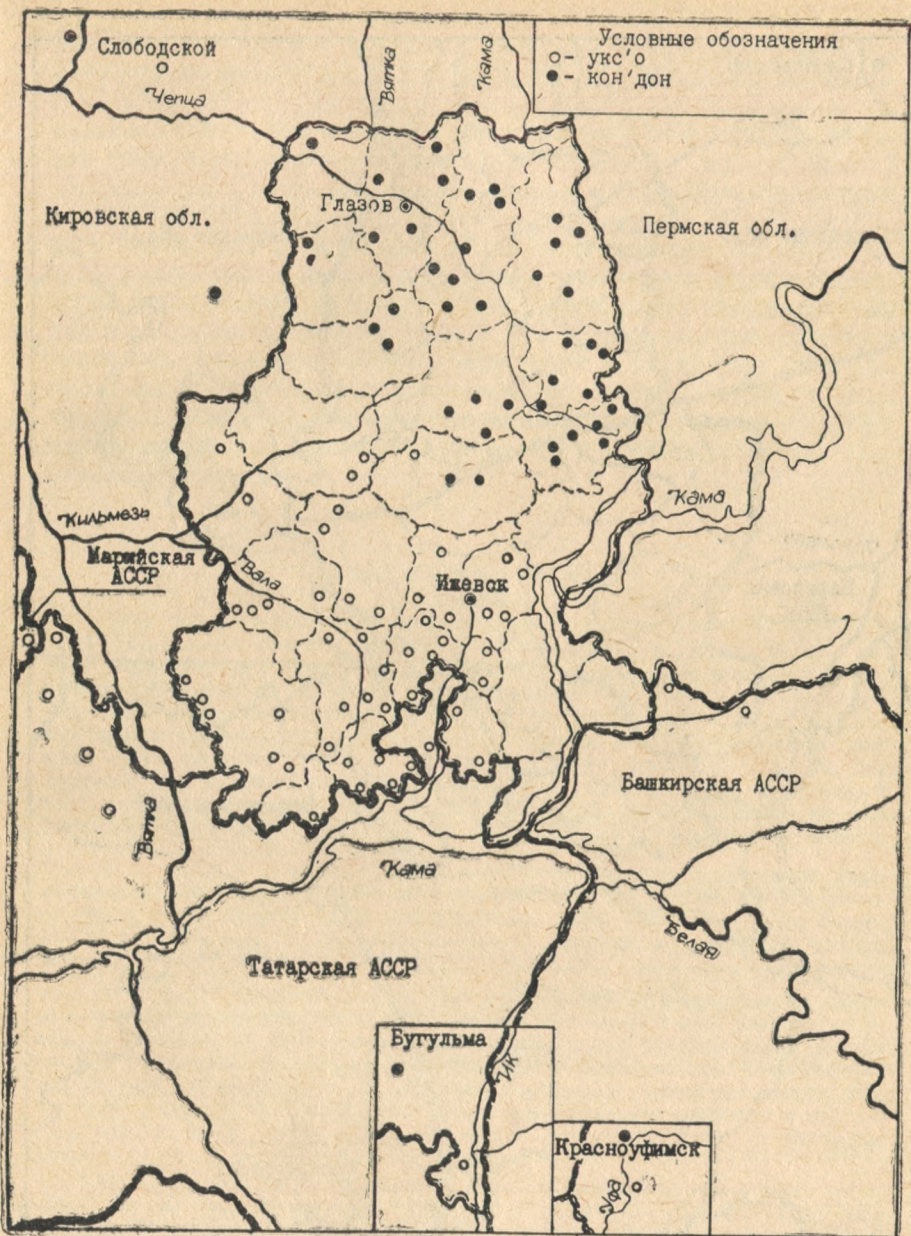 Слободской
Чепца
Вятка
Кама
Условные обозначения
○- укс'о
●- кон'дон
Глазов
Кировская обл.
Пермская обл.
Кильмезь
Марийская
АССР
Вала
Ижевск
Кама
Башкирская АССР
Вятка
Кама
Белая
Татарская АССР
Бугульма
Ик
Красноуфимск
Уфа